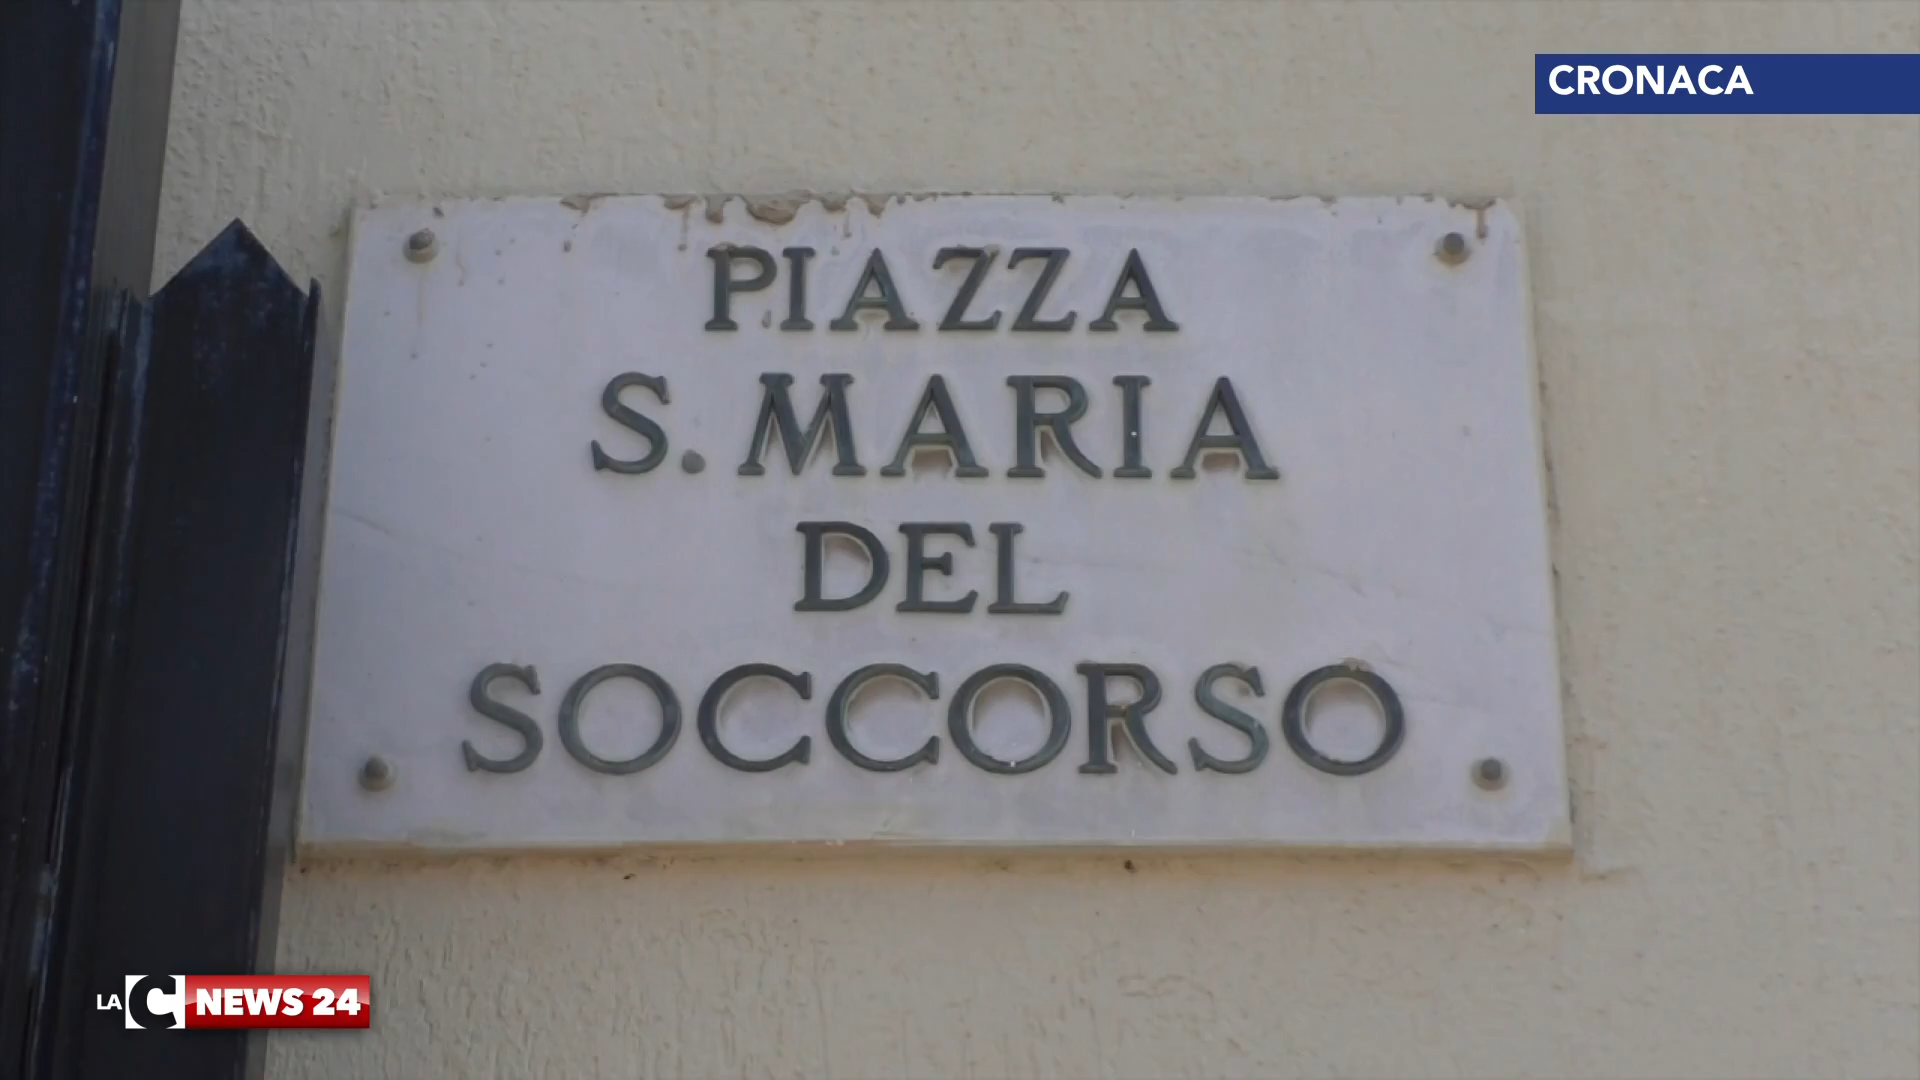 CRONACA
PIAZZA
S. MARIA
DEL
SOCCORSO
LA C NEWS 24